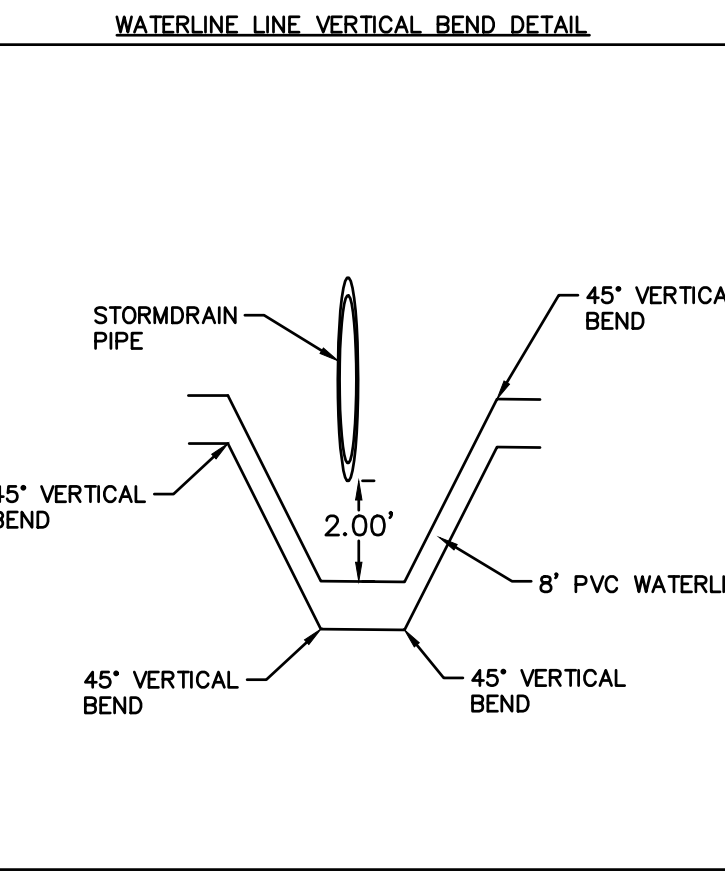 WATERLINE LINE VERTICAL BEND DETAIL
STORMDRAIN
PIPE
45° VERTICA
BEND
45° VERTICAL
BEND
2.00'
8' PVC WATERLI
45° VERTICAL
BEND
45° VERTICAL
BEND